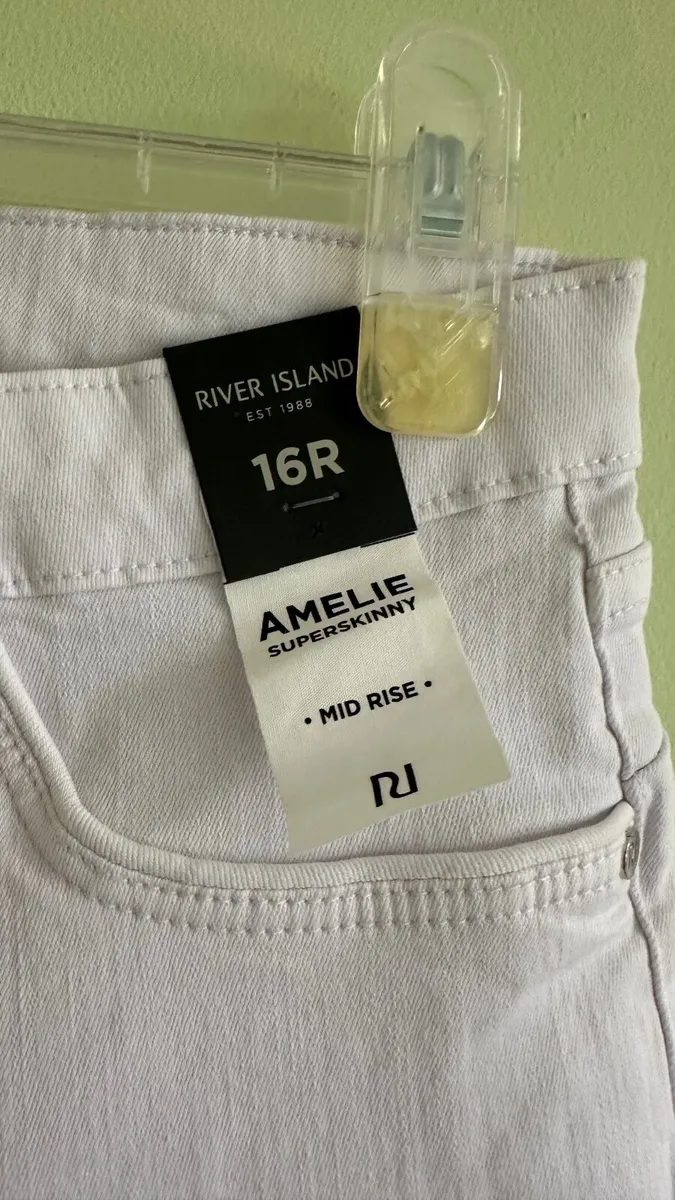 RIVER ISLAND
EST 1988
16R
AMELIE
SUPERSKINNY
• MID RISE •
RI